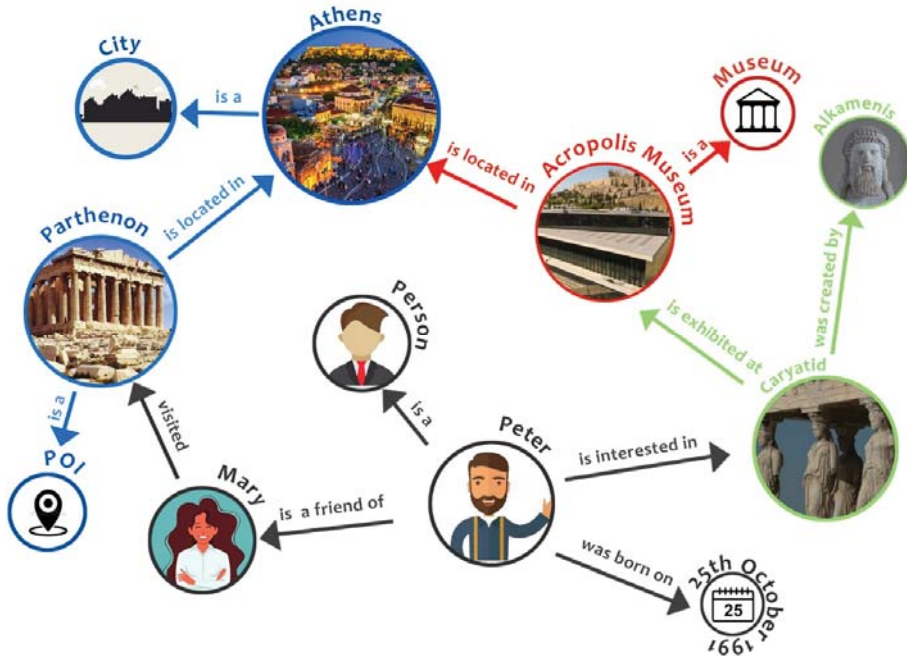 Athens
City
is a
Museum
Alkamenis
is located in
Acropolis Museum
is a
Parthenon
is located in
was created by
Person
is exhibited at
Caryatid
is a
visited
is a
Peter
is interested in
POI
Mary
is a friend of
was born on
25th October 1991
25